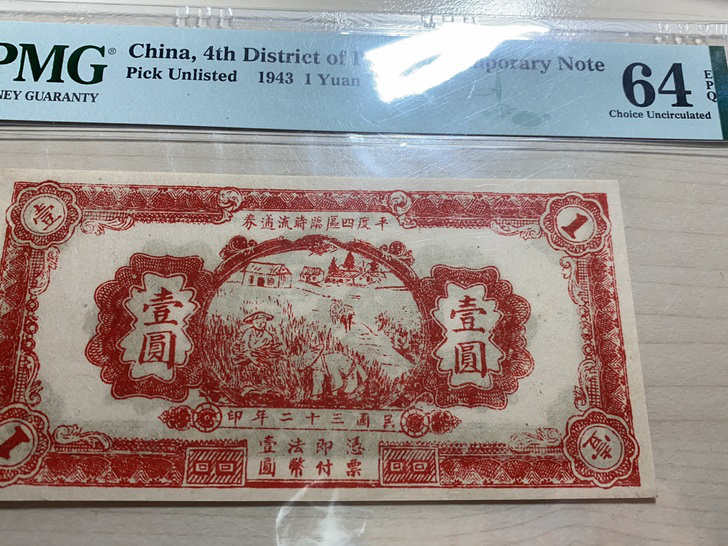 PMG®
NEY GUARANTY
China, 4th District of
porary Note
Pick Unlisted 1943 1 Yuan
64
EPQ
Choice Uncirculated
平度四區臨時流通券
壹
1
壹圓
壹圓
民國三十二年印
憑票
即付
法幣
壹圓
1